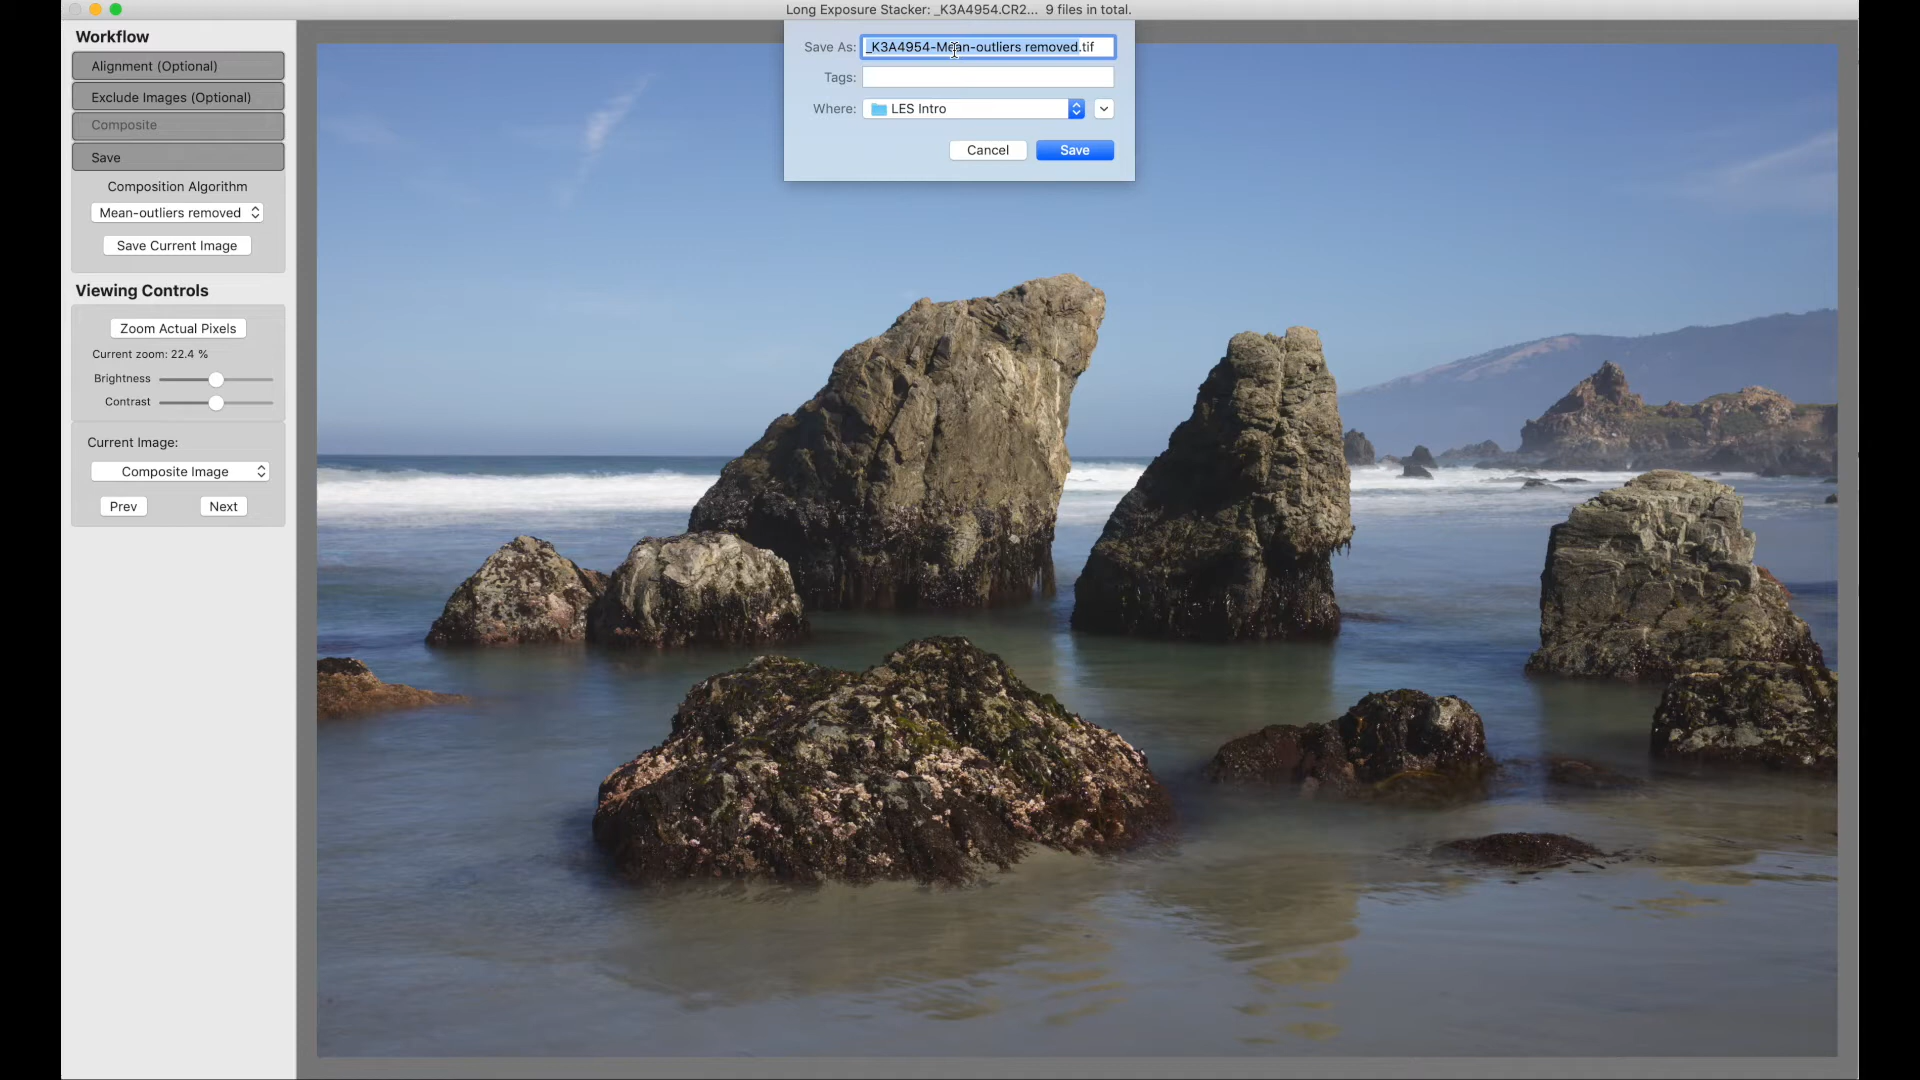 Long Exposure Stacker: _K3A4954.CR2... 9 files in total.
Workflow
Alignment (Optional)
Exclude Images (Optional)
Composite
Save
Composition Algorithm
Mean-outliers removed
Save Current Image
Viewing Controls
Zoom Actual Pixels
Current zoom: 22.4 %
Brightness
Contrast
Current Image:
Composite Image
Prev Next
Save As: _K3A4954-Mean-outliers removed.tif
Tags:
Where: LES Intro
Cancel Save